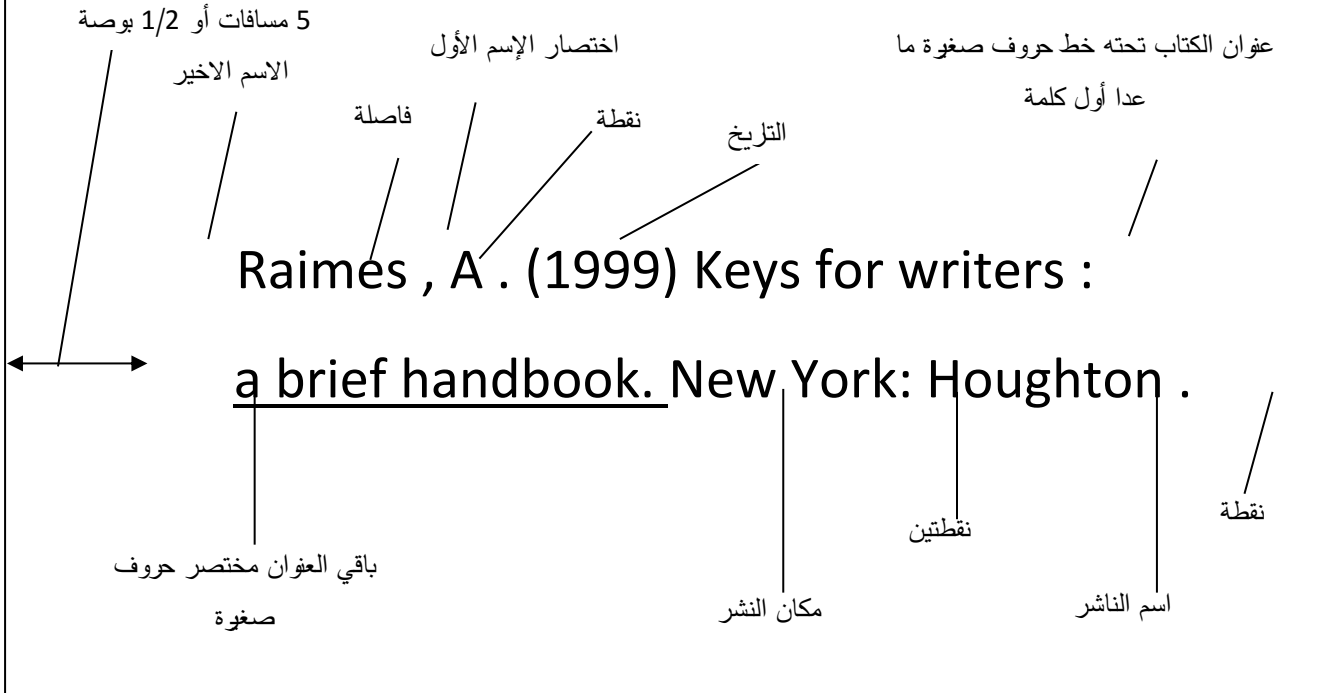 5 مسافات أو 1/2 بوصة
الاسم الاخير
فاصلة
اختصار الإسم الأول
نقطة
التاريخ
عنوان الكتاب تحته خط حروف صغيرة ما
عدا أول كلمة
Raimes , A . (1999) Keys for writers :
a brief handbook. New York: Houghton .
باقي العنوان مختصر حروف
صغيرة
مكان النشر
نقطتين
اسم الناشر
نقطة